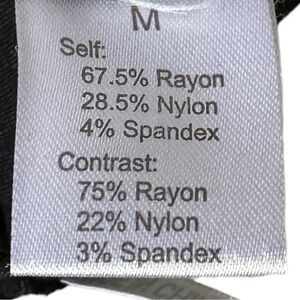 M
Self:
67.5% Rayon
28.5% Nylon
4% Spandex
Contrast:
75% Rayon
22% Nylon
3% Spandex